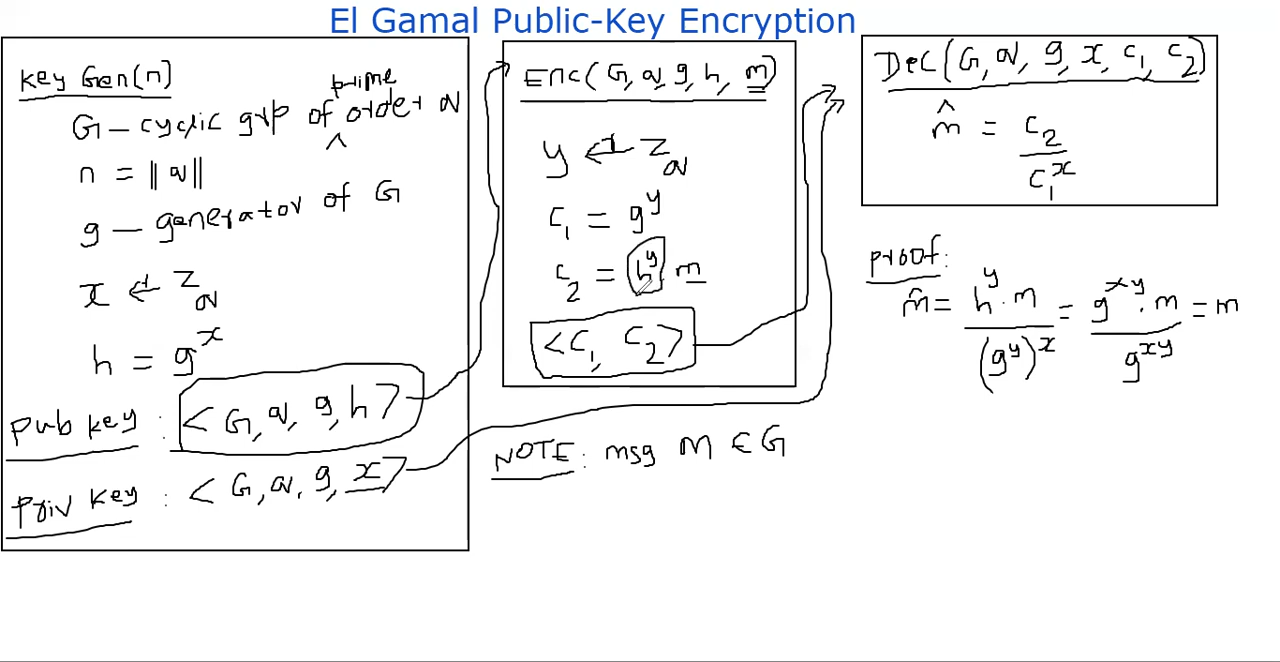 El Gamal Public-Key Encryption
Key Gen(n)
G — cyclic grp of prime order q
n = ||q||
g — generator of G
x ← Z_q
h = g^x
Pub key : <G, q, g, h>
Priv key : <G, q, g, x>
Enc(G, q, g, h, m)
y ← Z_q
c_1 = g^y
c_2 = h^y . m
<c_1, c_2>
NOTE : msg m ∈ G
Dec(G, q, g, x, c_1, c_2)
m̂ = c_2 / c_1^x
Proof:
m̂ = h^y . m / (g^y)^x = g^xy . m / g^xy = m